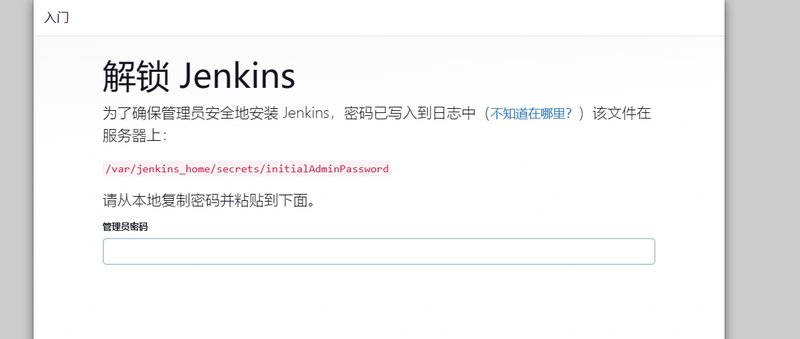 入门
解锁 Jenkins
为了确保管理员安全地安装 Jenkins，密码已写入到日志中（不知道在哪里？）该文件在
服务器上：
/var/jenkins_home/secrets/initialAdminPassword
请从本地复制密码并粘贴到下面。
管理员密码